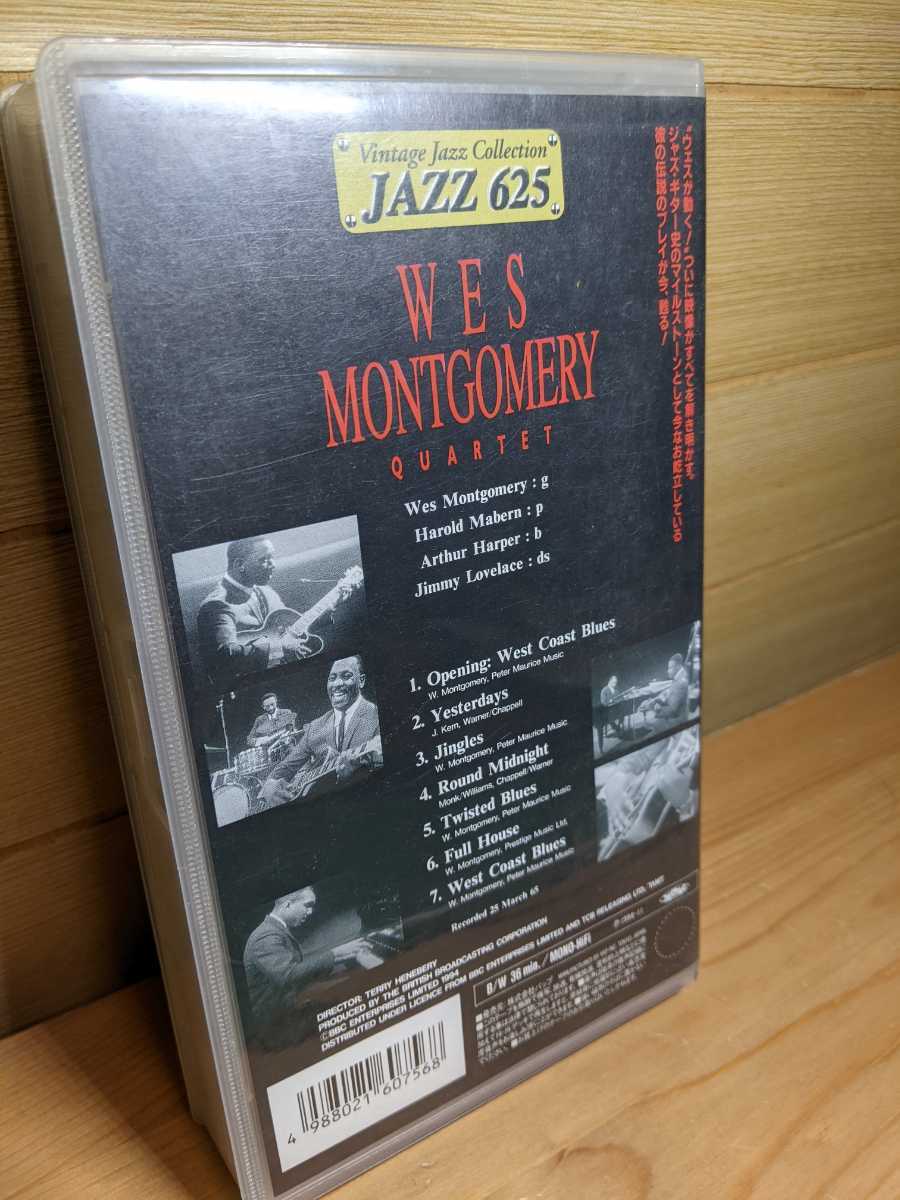 Vintage Jazz Collection
JAZZ 625
"ウェスが動く!"ついに映像がすべてを解き明かす。
ジャズ・ギター史のマイルストーンとして今なお屹立している
彼の伝説のプレイが今、甦る!
WES
MONTGOMERY
QUARTET
Wes Montgomery : g
Harold Mabern : p
Arthur Harper : b
Jimmy Lovelace : ds
1. Opening: West Coast Blues
W. Montgomery, Peter Maurice Music
2. Yesterdays
J. Kern, Warner/Chappell
3. Jingles
W. Montgomery, Peter Maurice Music
4. Round Midnight
Monk/Williams, Chappell/Warner
5. Twisted Blues
W. Montgomery, Peter Maurice Music
6. Full House
W. Montgomery, Prestige Music Ltd.
7. West Coast Blues
W. Montgomery, Peter Maurice Music
Recorded 25 March 65
DIRECTOR: TERRY HENEBERY
PRODUCED BY THE BRITISH BROADCASTING CORPORATION
©BBC ENTERPRISES LIMITED 1994
DISTRIBUTED UNDER LICENCE FROM BBC ENTERPRISES LIMITED AND TCB RELEASING LTD.
B/W 36 min. / MONO-HiFi
4 988021 607568